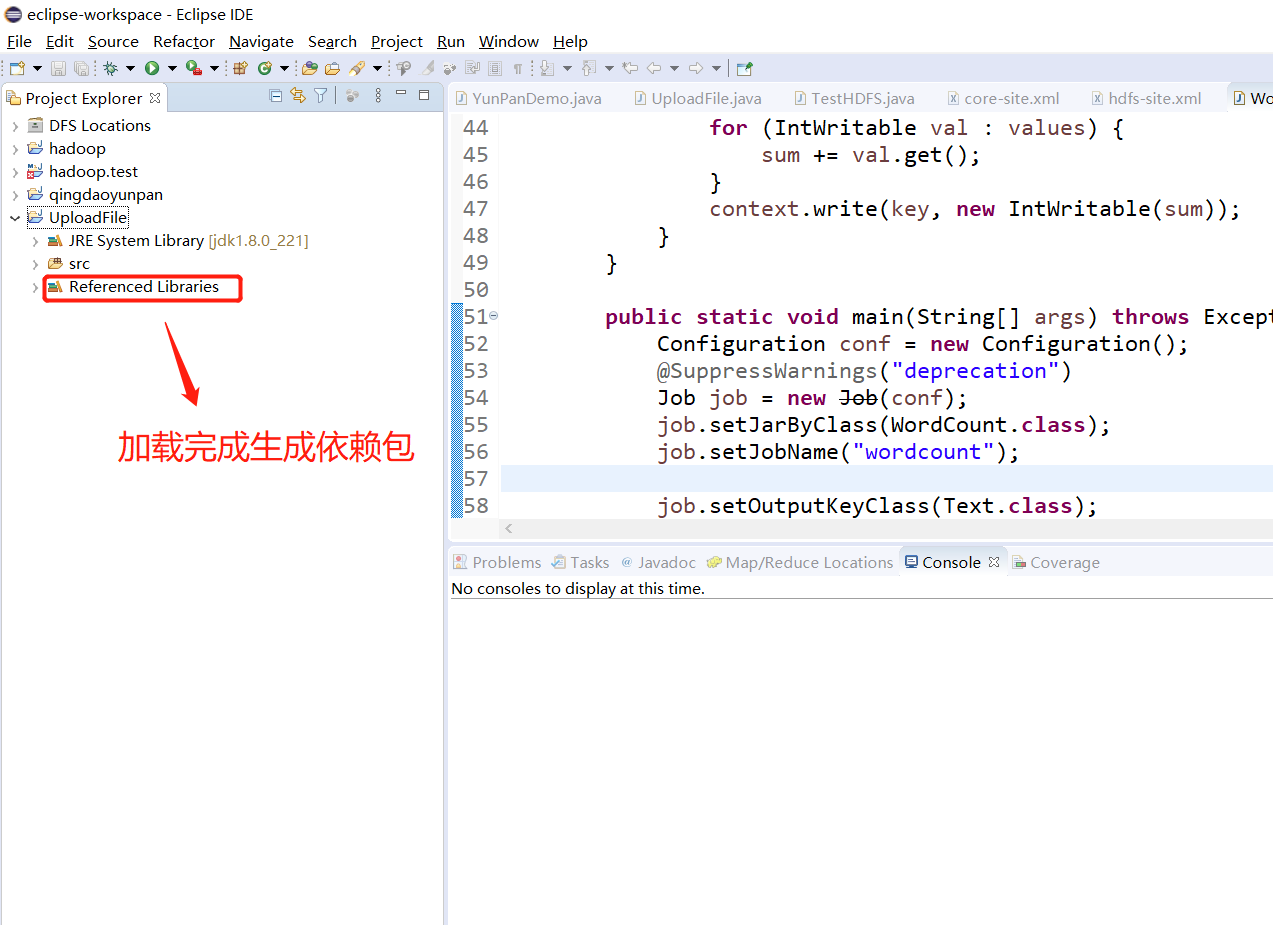 eclipse-workspace - Eclipse IDE
File Edit Source Refactor Navigate Search Project Run Window Help
Project Explorer
DFS Locations
hadoop
hadoop.test
qingdaoyunpan
UploadFile
JRE System Library [jdk1.8.0_221]
src
Referenced Libraries
加载完成生成依赖包
YunPanDemo.java UploadFile.java TestHDFS.java core-site.xml hdfs-site.xml Wo
44 for (IntWritable val : values) {
45 sum += val.get();
46 }
47 context.write(key, new IntWritable(sum));
48 }
49 }
50
51 public static void main(String[] args) throws Except
52 Configuration conf = new Configuration();
53 @SuppressWarnings("deprecation")
54 Job job = new Job(conf);
55 job.setJarByClass(WordCount.class);
56 job.setJobName("wordcount");
57
58 job.setOutputKeyClass(Text.class);
Problems Tasks Javadoc Map/Reduce Locations Console Coverage
No consoles to display at this time.